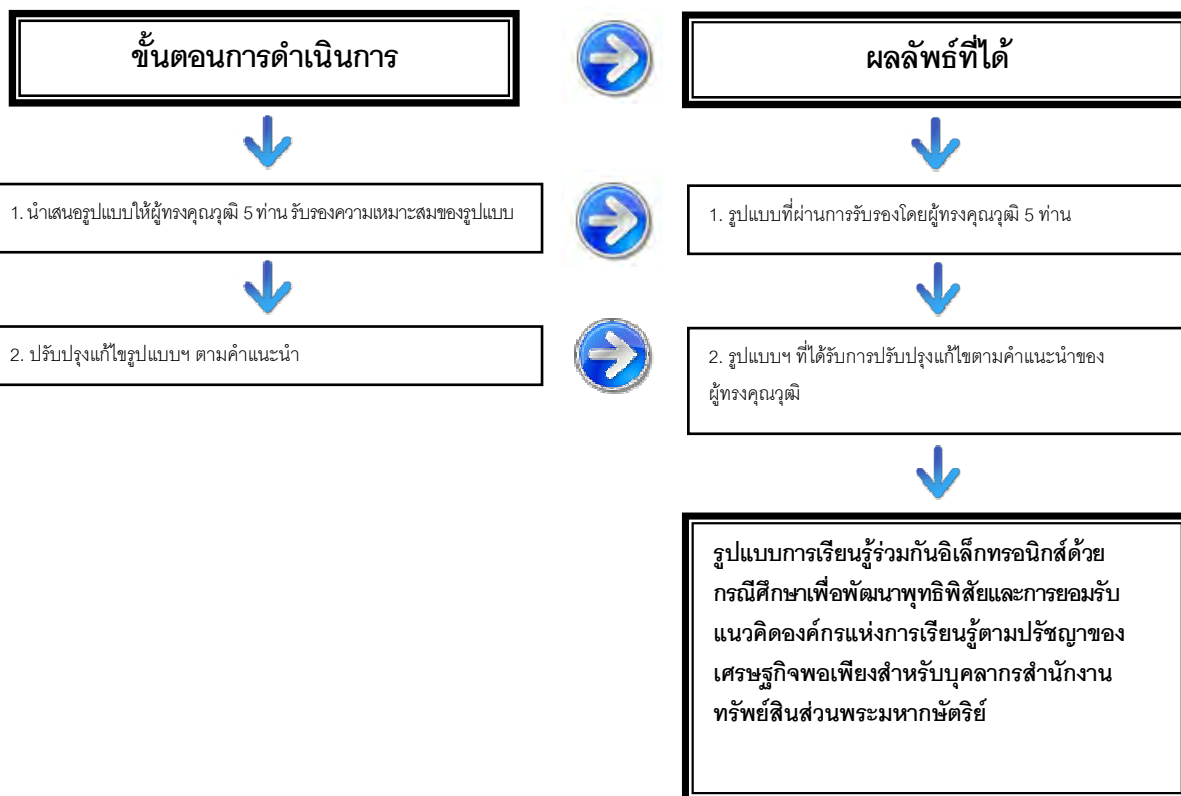 ขั้นตอนการดำเนินการ
ผลลัพธ์ที่ได้
1. นำเสนอรูปแบบให้ผู้ทรงคุณวุฒิ 5 ท่าน รับรองความเหมาะสมของรูปแบบ
1. รูปแบบที่ผ่านการรับรองโดยผู้ทรงคุณวุฒิ 5 ท่าน
2. ปรับปรุงแก้ไขรูปแบบฯ ตามคำแนะนำ
2. รูปแบบฯ ที่ได้รับการปรับปรุงแก้ไขตามคำแนะนำของ
ผู้ทรงคุณวุฒิ
รูปแบบการเรียนรู้ร่วมกันอิเล็กทรอนิกส์ด้วย
กรณีศึกษาเพื่อพัฒนาพุทธิพิสัยและการยอมรับ
แนวคิดองค์กรแห่งการเรียนรู้ตามปรัชญาของ
เศรษฐกิจพอเพียงสำหรับบุคลากรสำนักงาน
ทรัพย์สินส่วนพระมหากษัตริย์